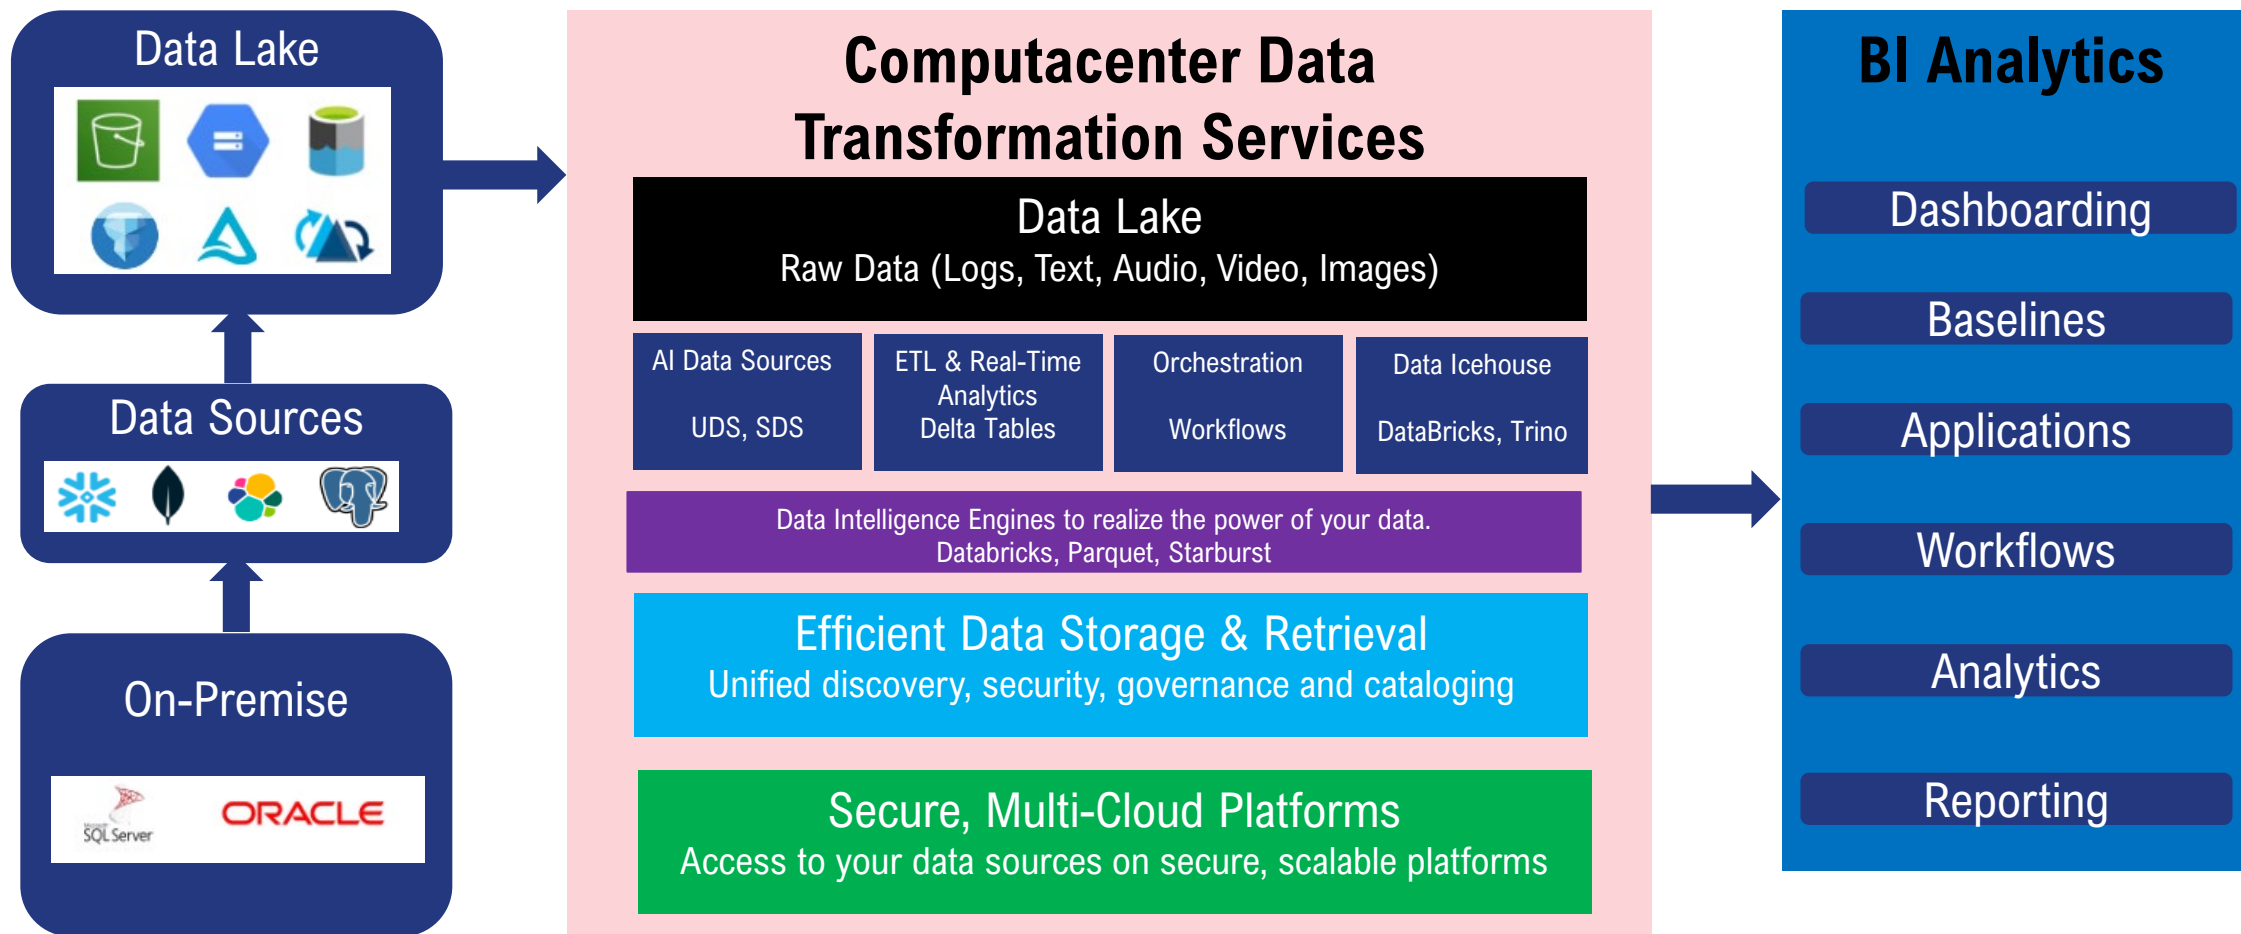 Data Lake
Data Sources
On-Premise
Microsoft
SQL Server
ORACLE
Computacenter Data
Transformation Services
Data Lake
Raw Data (Logs, Text, Audio, Video, Images)
AI Data Sources
UDS, SDS
ETL & Real-Time
Analytics
Delta Tables
Orchestration
Workflows
Data Icehouse
DataBricks, Trino
Data Intelligence Engines to realize the power of your data.
Databricks, Parquet, Starburst
Efficient Data Storage & Retrieval
Unified discovery, security, governance and cataloging
Secure, Multi-Cloud Platforms
Access to your data sources on secure, scalable platforms
BI Analytics
Dashboarding
Baselines
Applications
Workflows
Analytics
Reporting